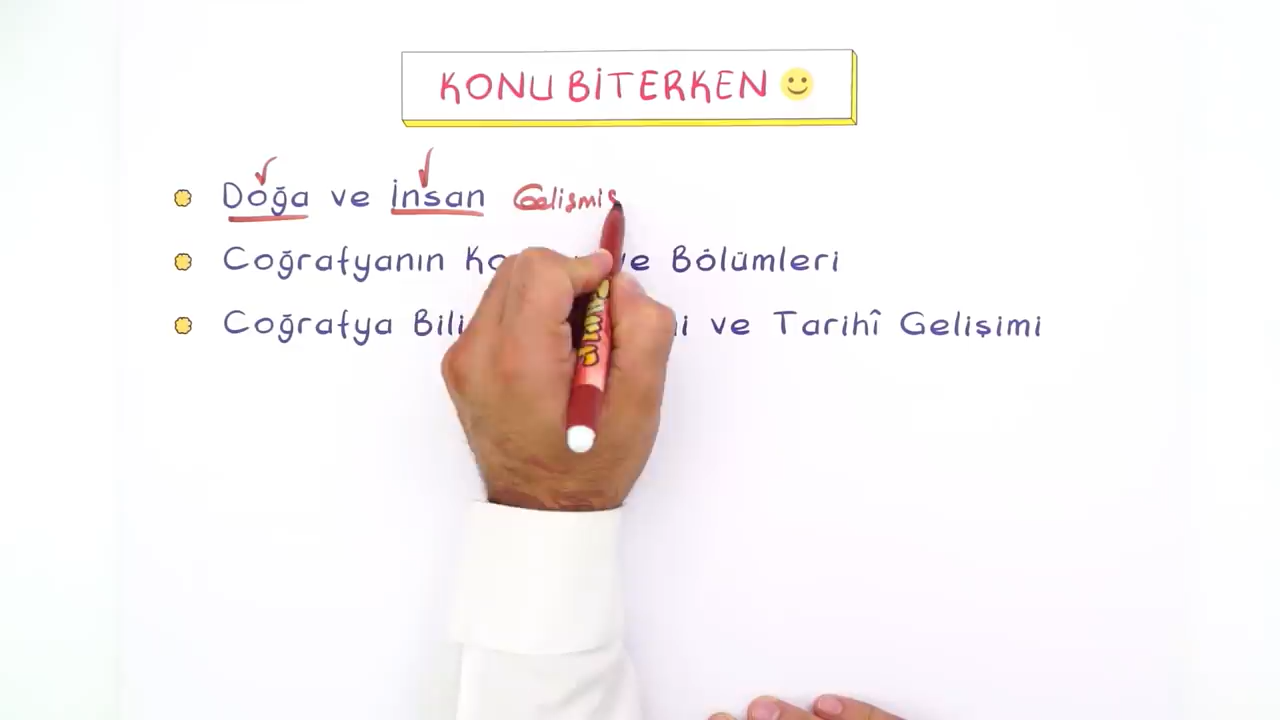 KONU BİTERKEN
Doğa ve İnsan Gelişmiş
Coğrafyanın ve Bölümleri
Coğrafya ve Tarihî Gelişimi